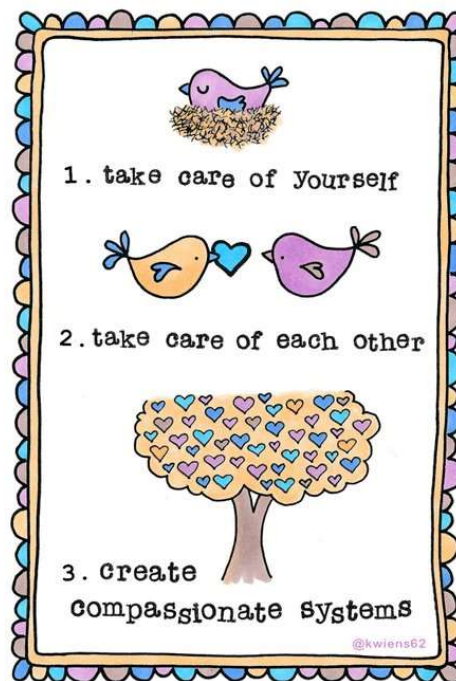 1. take care of yourself
2. take care of each other
3. create
compassionate systems
@kwiens62